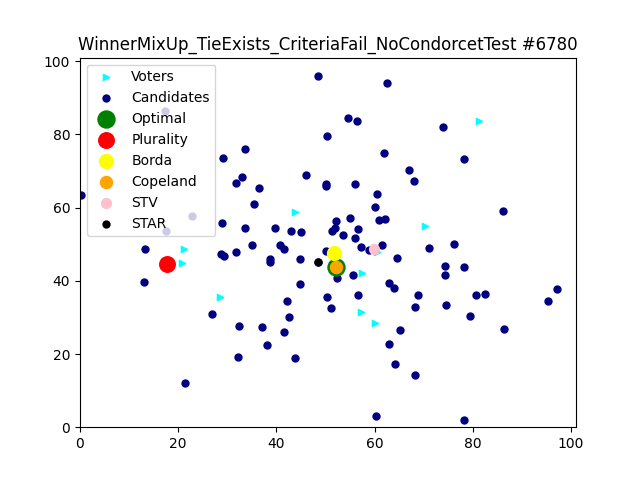 WinnerMixUp_TieExists_CriteriaFail_NoCondorcetTest #6780
100
80
60
40
20
0
Voters
Candidates
Optimal
Plurality
Borda
Copeland
STV
STAR
0 20 40 60 80 100